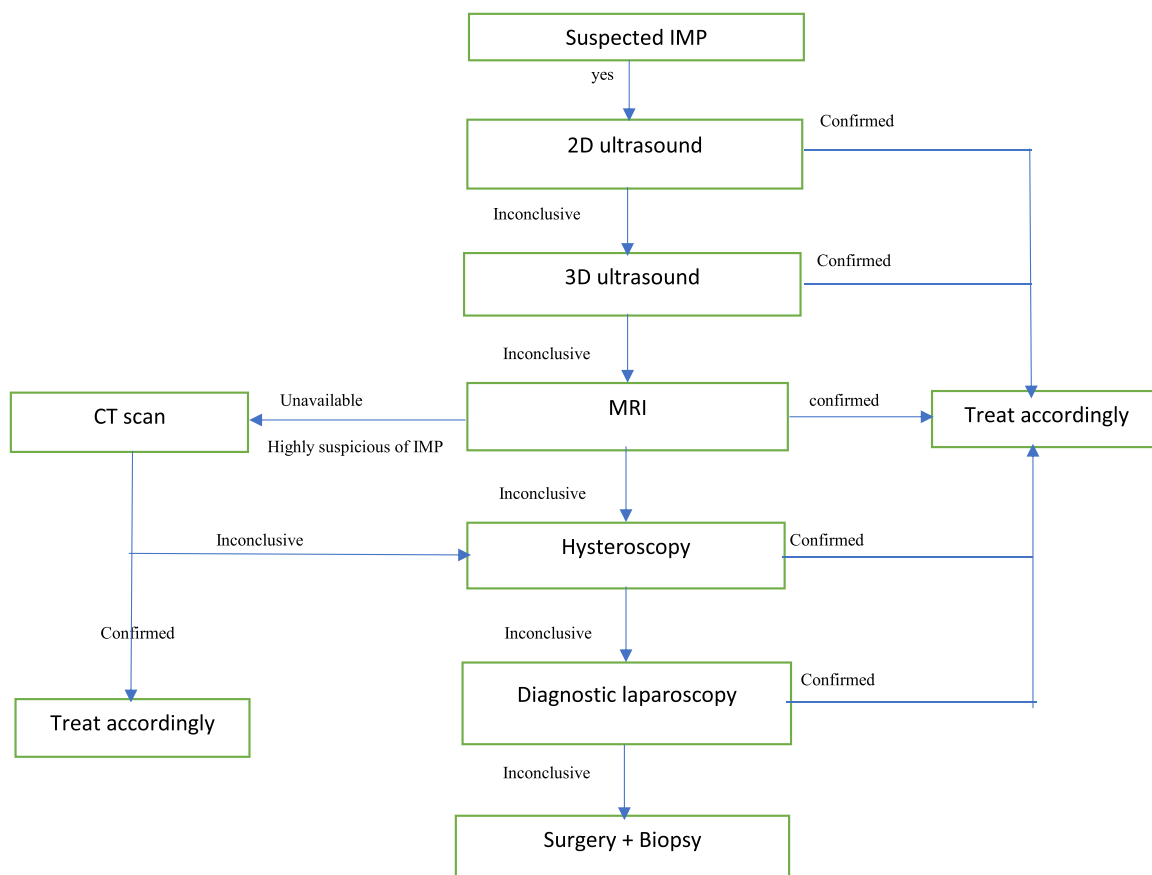 Suspected IMP
yes
2D ultrasound
Confirmed
Inconclusive
3D ultrasound
Confirmed
Inconclusive
CT scan
Unavailable
Highly suspicious of IMP
MRI
confirmed
Treat accordingly
Inconclusive
Inconclusive
Hysteroscopy
Confirmed
Confirmed
Inconclusive
Treat accordingly
Diagnostic laparoscopy
Confirmed
Inconclusive
Surgery + Biopsy